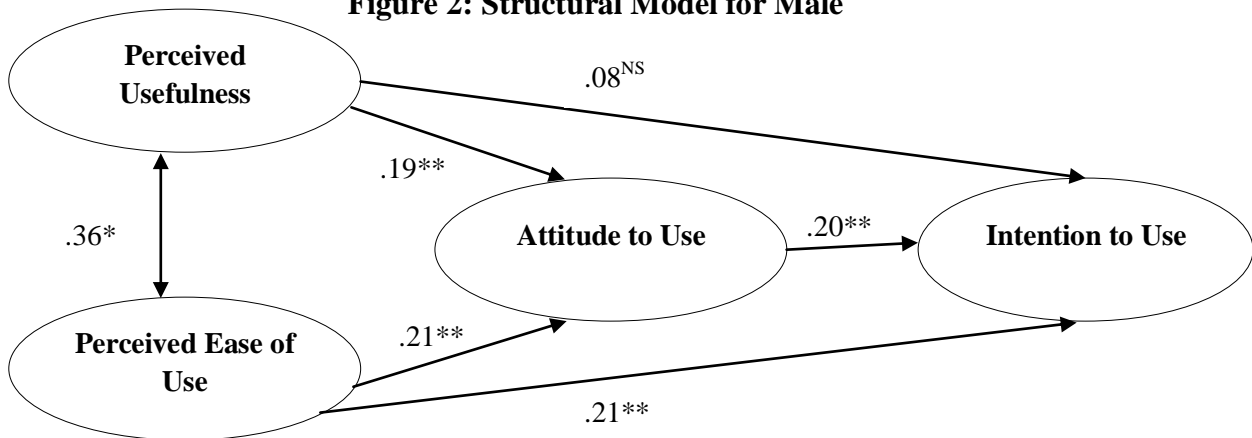 Figure 2: Structural Model for Male
Perceived
Usefulness
.08NS
.19**
.36*
Attitude to Use
.20**
Intention to Use
Perceived Ease of
Use
.21**
.21**